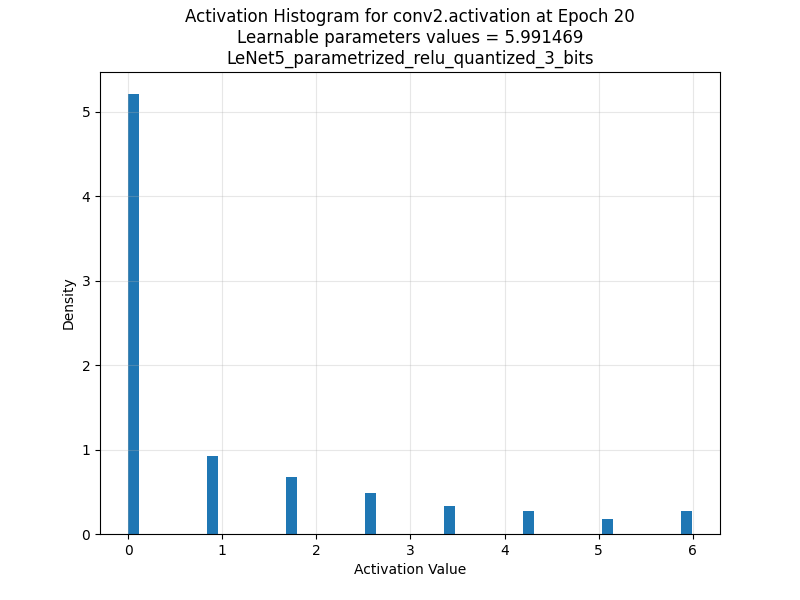 Activation Histogram for conv2.activation at Epoch 20
Learnable parameters values = 5.991469
LeNet5_parametrized_relu_quantized_3_bits
Density
5
4
3
2
1
0
0 1 2 3 4 5 6
Activation Value